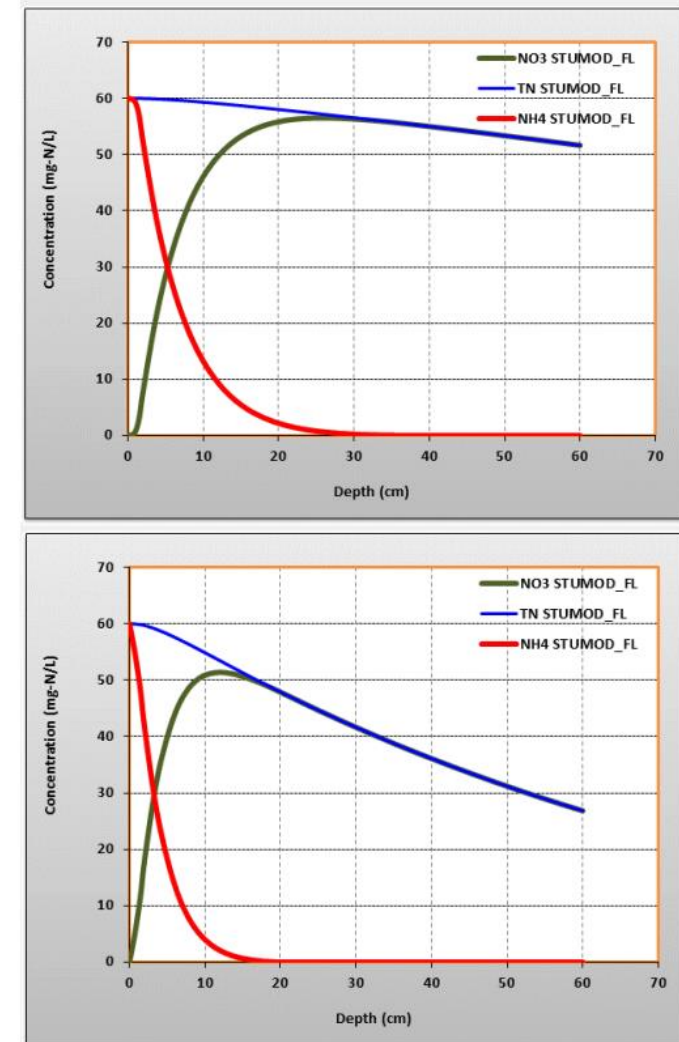 70
60
50
40
30
20
10
0
Concentration (mg-N/L)
NO3 STUMOD_FL
TN STUMOD_FL
NH4 STUMOD_FL
0 10 20 30 40 50 60 70
Depth (cm)
70
60
50
40
30
20
10
0
Concentration (mg-N/L)
NO3 STUMOD_FL
TN STUMOD_FL
NH4 STUMOD_FL
0 10 20 30 40 50 60 70
Depth (cm)